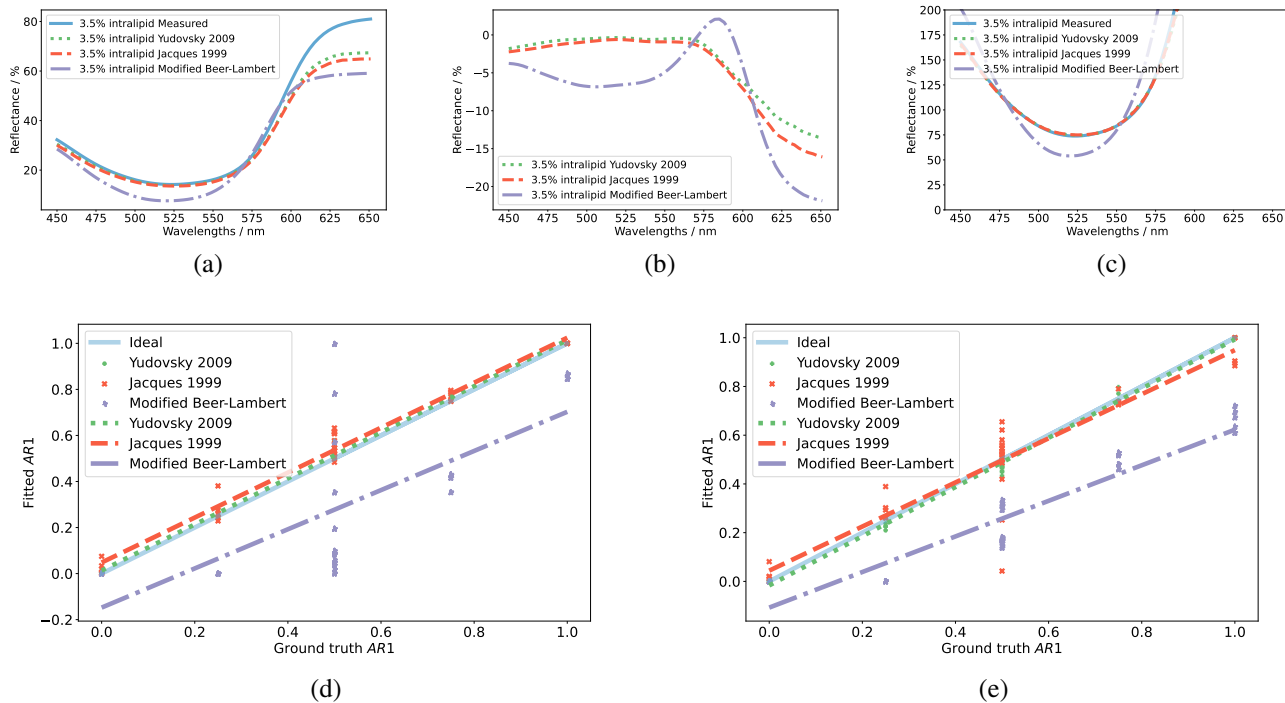 80
60
40
20
Reflectance / %
3.5% intralipid Measured
3.5% intralipid Yudovsky 2009
3.5% intralipid Jacques 1999
3.5% intralipid Modified Beer-Lambert
450 475 500 525 550 575 600 625 650
Wavelengths / nm
(a)
0
−5
−10
−15
−20
Reflectance / %
3.5% intralipid Yudovsky 2009
3.5% intralipid Jacques 1999
3.5% intralipid Modified Beer-Lambert
450 475 500 525 550 575 600 625 650
Wavelengths / nm
(b)
200
175
150
125
100
75
50
25
0
Reflectance / %
3.5% intralipid Measured
3.5% intralipid Yudovsky 2009
3.5% intralipid Jacques 1999
3.5% intralipid Modified Beer-Lambert
450 475 500 525 550 575 600 625 650
Wavelengths / nm
(c)
1.0
0.8
0.6
0.4
0.2
0.0
−0.2
Fitted AR1
Ideal
Yudovsky 2009
Jacques 1999
Modified Beer-Lambert
Yudovsky 2009
Jacques 1999
Modified Beer-Lambert
0.0 0.2 0.4 0.6 0.8 1.0
Ground truth AR1
(d)
1.0
0.8
0.6
0.4
0.2
0.0
Fitted AR1
Ideal
Yudovsky 2009
Jacques 1999
Modified Beer-Lambert
Yudovsky 2009
Jacques 1999
Modified Beer-Lambert
0.0 0.2 0.4 0.6 0.8 1.0
Ground truth AR1
(e)